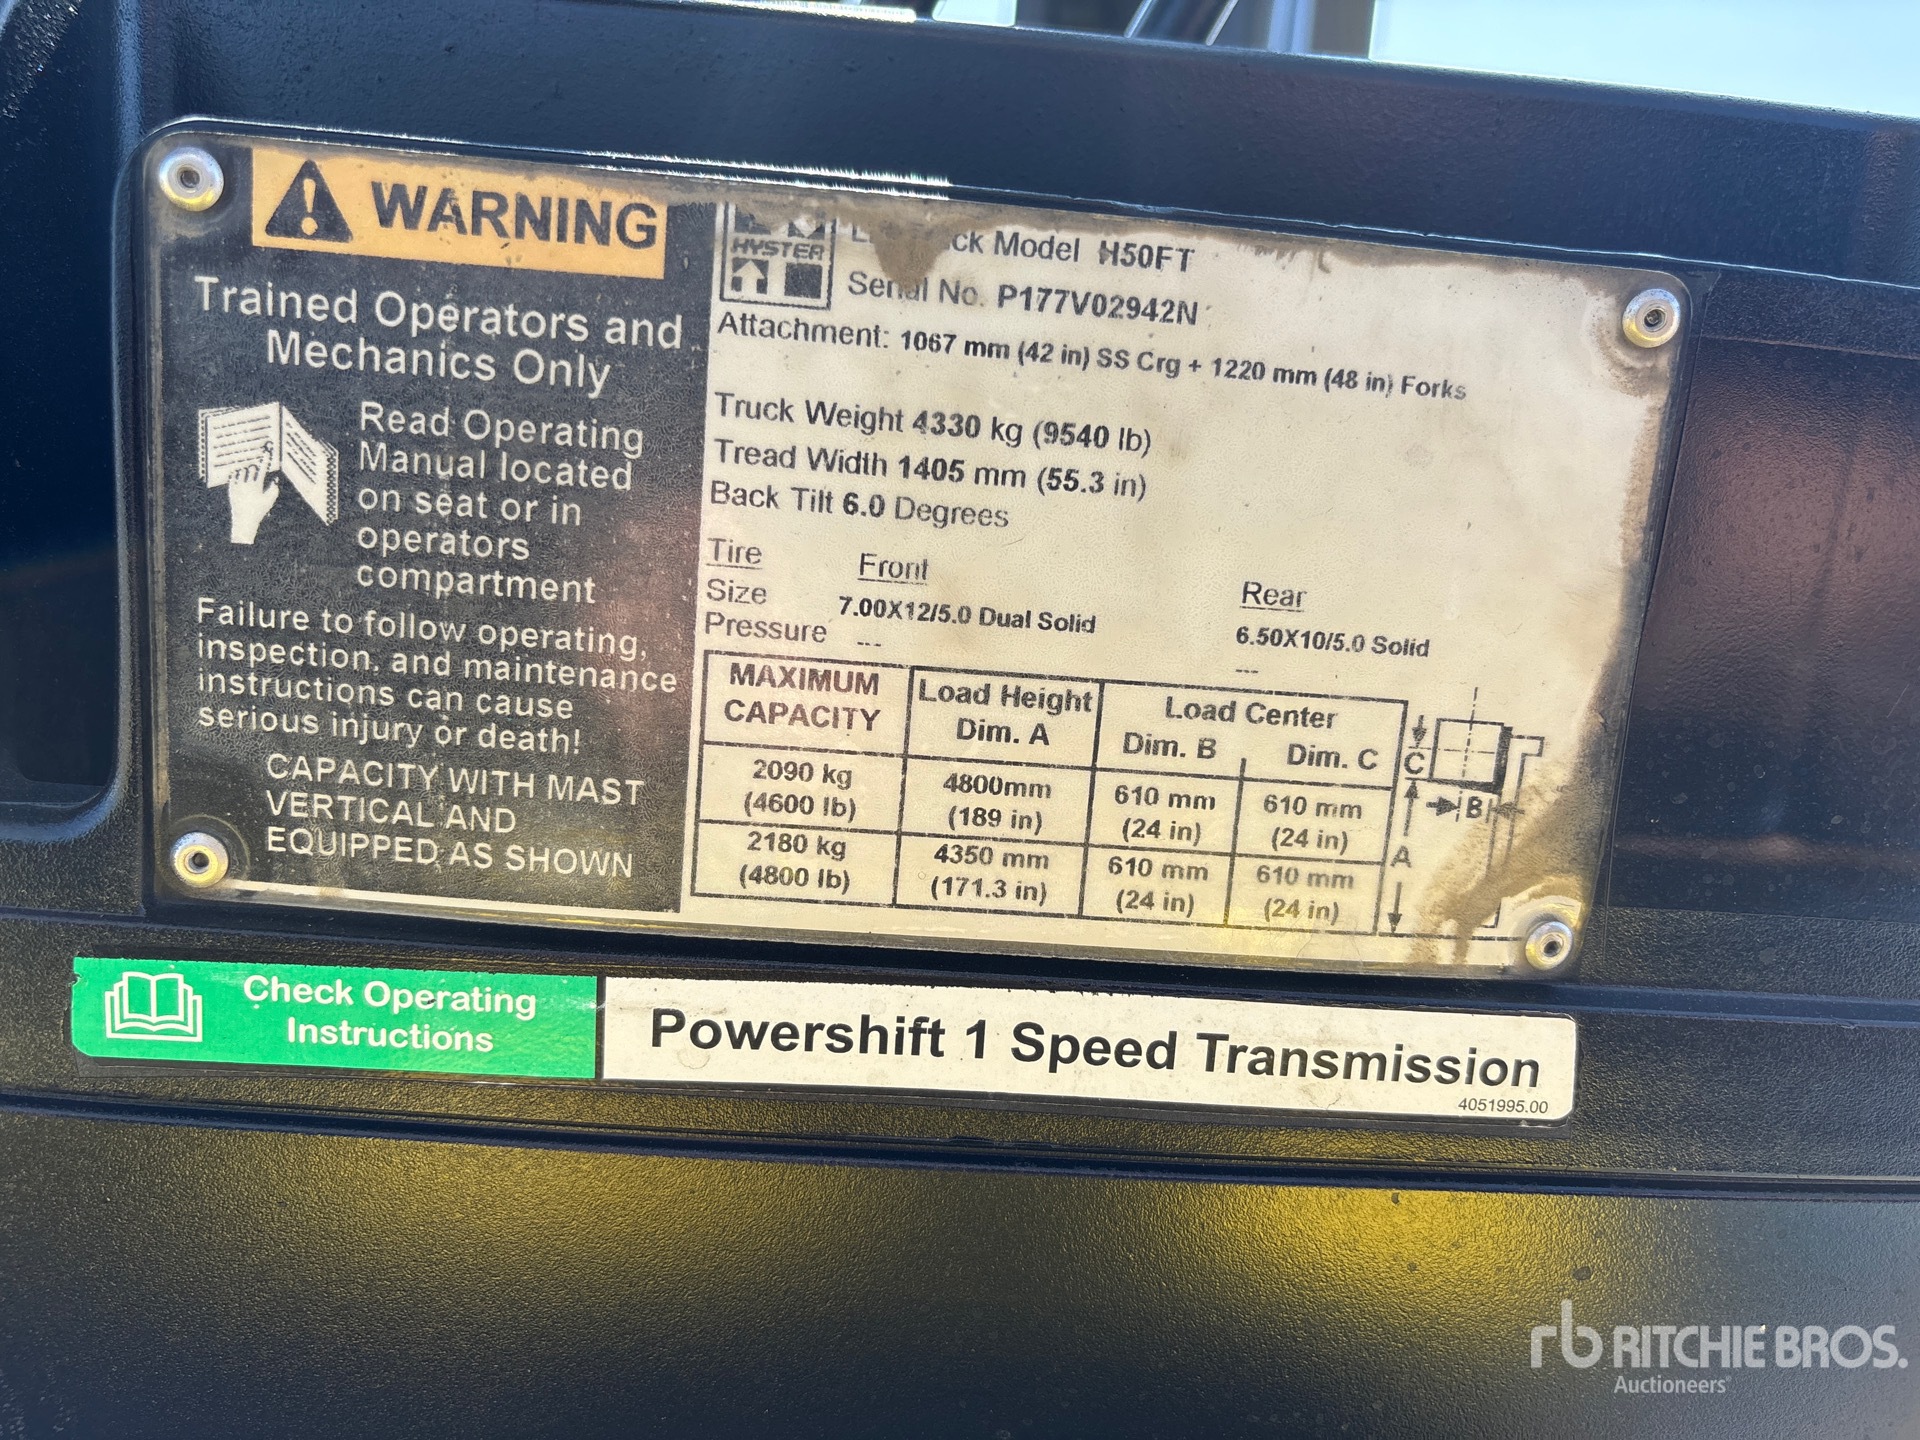 WARNING
Trained Operators and
Mechanics Only
Read Operating
Manual located
on seat or in
operators
compartment
Failure to follow operating,
inspection, and maintenance
instructions can cause
serious injury or death!
CAPACITY WITH MAST
VERTICAL AND
EQUIPPED AS SHOWN
HYSTER
Model H50FT
Serial No. P177V02942N
Attachment: 1067 mm (42 in) SS Crg + 1220 mm (48 in) Forks
Truck Weight 4330 kg (9540 lb)
Tread Width 1405 mm (55.3 in)
Back Tilt 6.0 Degrees
Tire Front Rear
Size 7.00X12/5.0 Dual Solid 6.50X10/5.0 Solid
Pressure --- ---
MAXIMUM CAPACITY Load Height Dim. A Load Center Dim. B Dim. C
2090 kg (4600 lb) 4800mm (189 in) 610 mm (24 in) 610 mm (24 in)
2180 kg (4800 lb) 4350 mm (171.3 in) 610 mm (24 in) 610 mm (24 in)
C
B
A
Check Operating
Instructions
Powershift 1 Speed Transmission
4051995.00
rb RITCHIE BROS.
Auctioneers